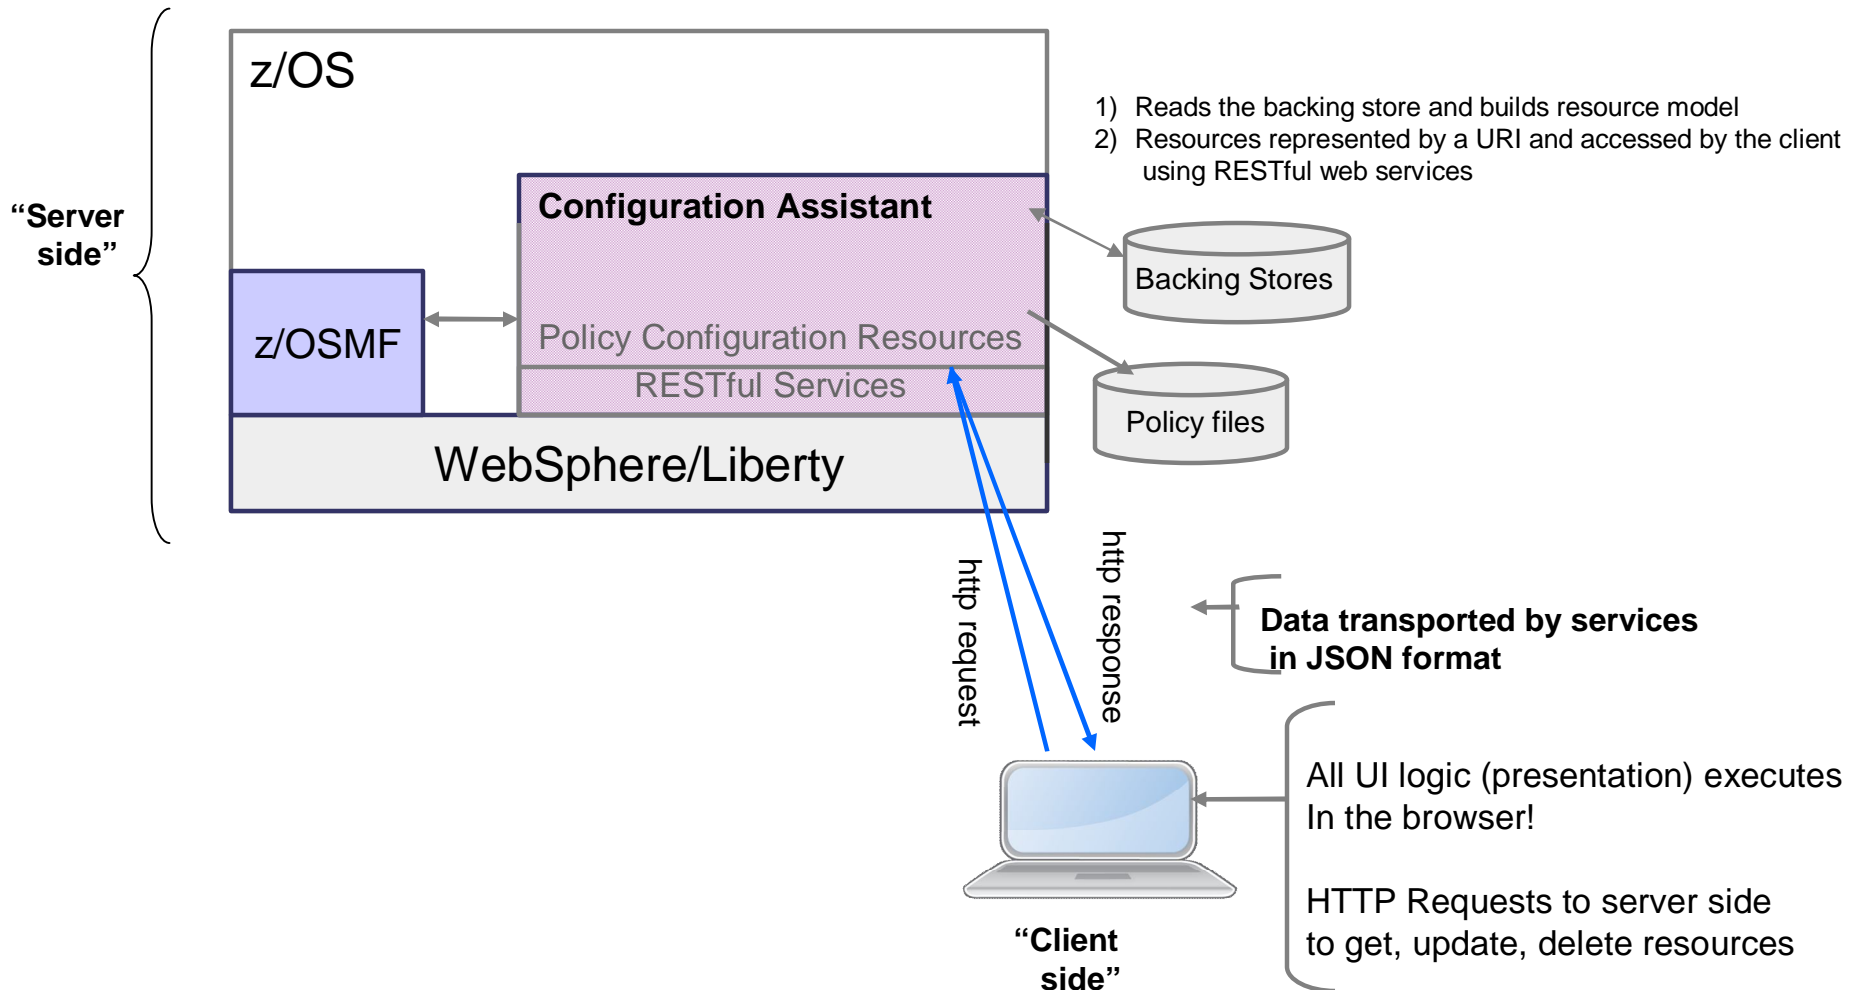 z/OS
1) Reads the backing store and builds resource model
2) Resources represented by a URI and accessed by the client
using RESTful web services
“Server
side”
Configuration Assistant
Backing Stores
z/OSMF
Policy Configuration Resources
RESTful Services
Policy files
WebSphere/Liberty
http request
http response
Data transported by services
in JSON format
All UI logic (presentation) executes
In the browser!
HTTP Requests to server side
to get, update, delete resources
“Client
side”